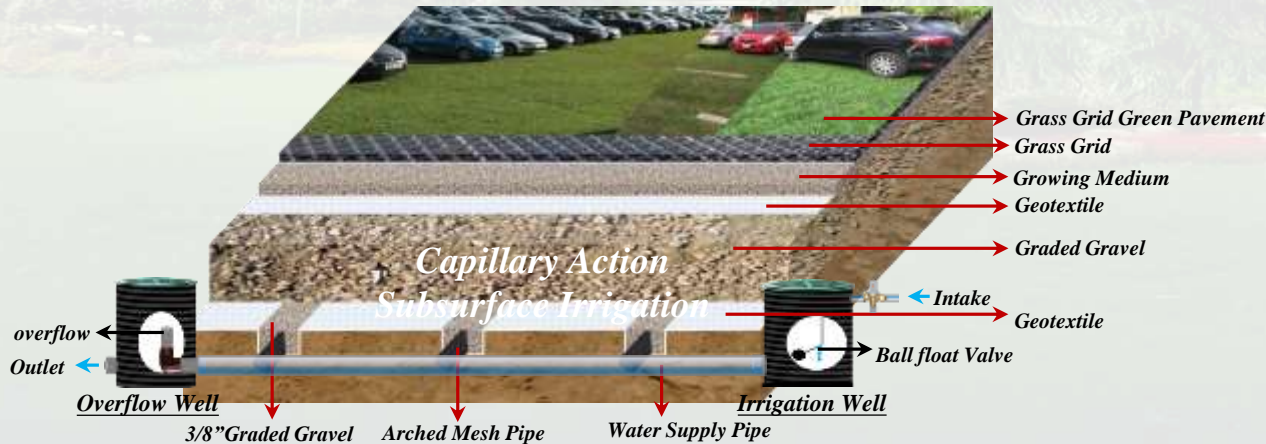 Grass Grid Green Pavement
Grass Grid
Growing Medium
Geotextile
Graded Gravel
Capillary Action
Subsurface Irrigation
Intake
Geotextile
overflow
Ball float Valve
Outlet
Overflow Well
Irrigation Well
3/8”Graded Gravel
Arched Mesh Pipe
Water Supply Pipe